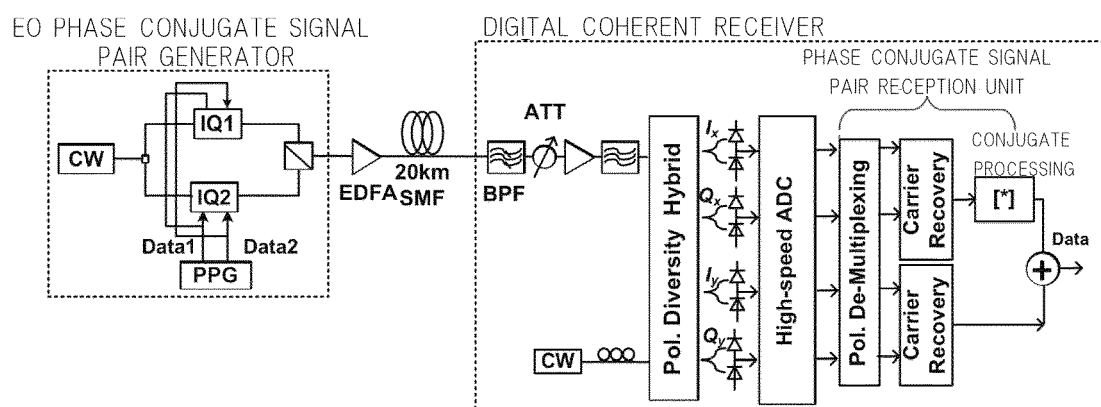 EO PHASE CONJUGATE SIGNAL
PAIR GENERATOR
DIGITAL COHERENT RECEIVER
PHASE CONJUGATE SIGNAL
PAIR RECEPTION UNIT
CW
IQ1
IQ2
Data1
Data2
PPG
EDFA
20km
SMF
BPF
ATT
Pol. Diversity Hybrid
CW
Ix
Qx
Iy
Qy
High-speed ADC
Pol. De-Multiplexing
Carrier
Recovery
Carrier
Recovery
CONJUGATE
PROCESSING
[*]
Data
+